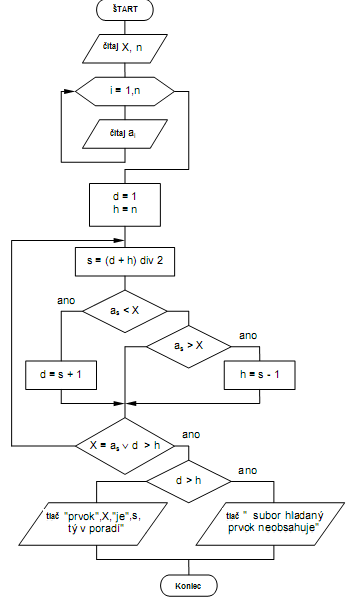 ŠTART
čítaj X, n
i = 1,n
čítaj aᵢ
d = 1
h = n
s = (d + h) div 2
ano
aₛ < X
ano
aₛ > X
d = s + 1
h = s - 1
ano
X = aₛ ∨ d > h
ano
d > h
tlač "prvok",X,"je",s,
tý v poradí"
tlač " subor hladaný
prvok neobsahuje"
Koniec